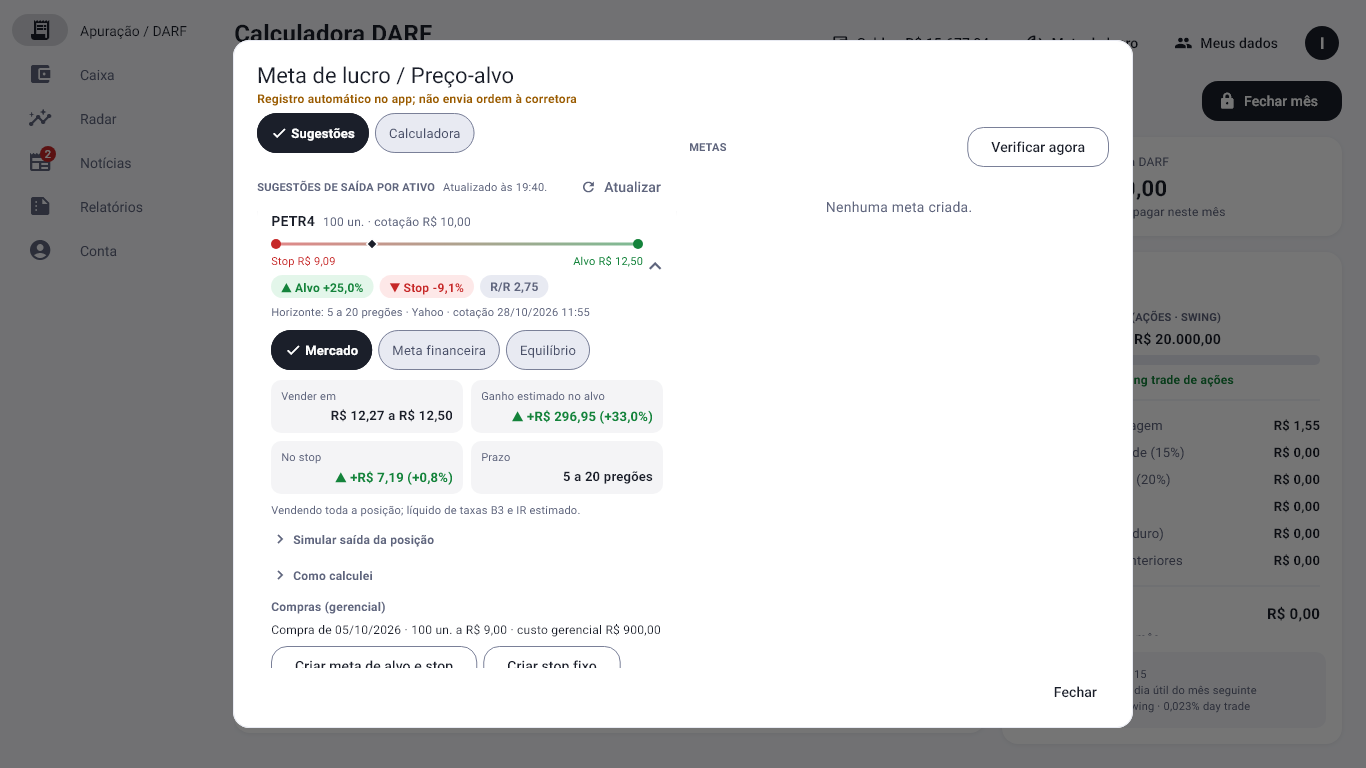 Apuração / DARF
Caixa
Radar
2
Notícias
Relatórios
Conta
Calculadora DARF
Meus dados
I
Fechar mês
Meta de lucro / Preço-alvo
Registro automático no app; não envia ordem à corretora
Sugestões
Calculadora
SUGESTÕES DE SAÍDA POR ATIVO Atualizado às 19:40.
Atualizar
PETR4 100 un. · cotação R$ 10,00
Stop R$ 9,09
Alvo R$ 12,50
▲ Alvo +25,0%
▼ Stop -9,1%
R/R 2,75
Horizonte: 5 a 20 pregões · Yahoo · cotação 28/10/2026 11:55
Mercado
Meta financeira
Equilíbrio
Vender em
R$ 12,27 a R$ 12,50
Ganho estimado no alvo
▲ +R$ 296,95 (+33,0%)
No stop
▲ +R$ 7,19 (+0,8%)
Prazo
5 a 20 pregões
Vendendo toda a posição; líquido de taxas B3 e IR estimado.
Simular saída da posição
Como calculei
Compras (gerencial)
Compra de 05/10/2026 · 100 un. a R$ 9,00 · custo gerencial R$ 900,00
Criar meta de alvo e stop
Criar stop fixo
METAS
Verificar agora
Nenhuma meta criada.
Fechar
DARF
,00
pagar neste mês
(AÇÕES · SWING)
R$ 20.000,00
ng trade de ações
agem
R$ 1,55
de (15%)
R$ 0,00
(20%)
R$ 0,00
R$ 0,00
duro)
R$ 0,00
nteriores
R$ 0,00
R$ 0,00
15
dia útil do mês seguinte
wing · 0,023% day trade